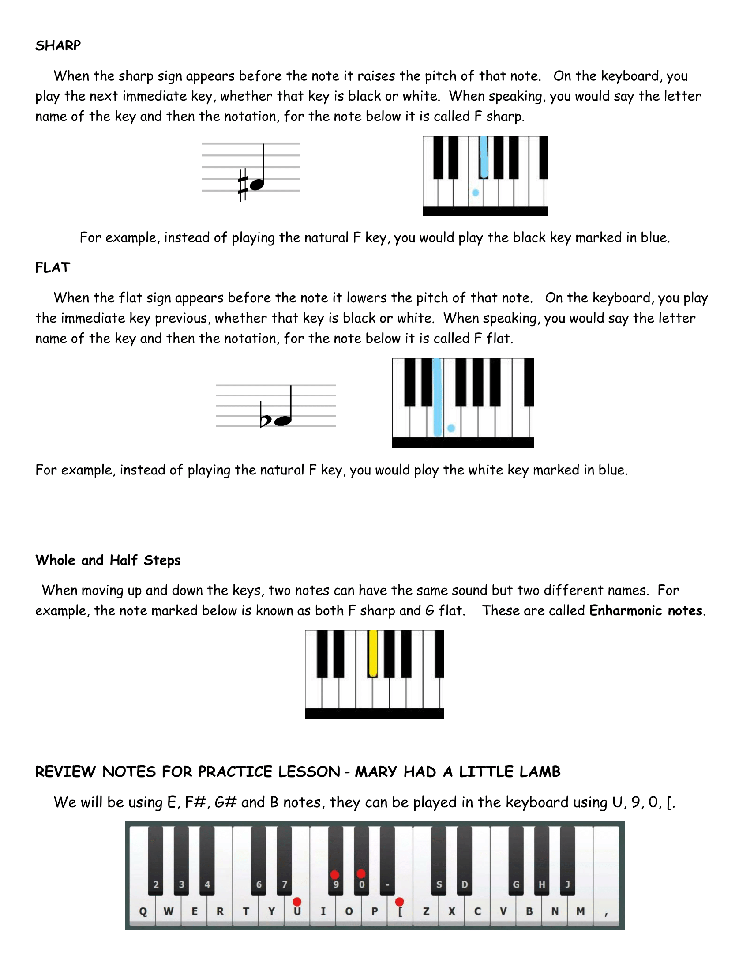 SHARP
When the sharp sign appears before the note it raises the pitch of that note. On the keyboard, you
play the next immediate key, whether that key is black or white. When speaking, you would say the letter
name of the key and then the notation, for the note below it is called F sharp.
For example, instead of playing the natural F key, you would play the black key marked in blue.
FLAT
When the flat sign appears before the note it lowers the pitch of that note. On the keyboard, you play
the immediate key previous, whether that key is black or white. When speaking, you would say the letter
name of the key and then the notation, for the note below it is called F flat.
For example, instead of playing the natural F key, you would play the white key marked in blue.
Whole and Half Steps
When moving up and down the keys, two notes can have the same sound but two different names. For
example, the note marked below is known as both F sharp and G flat. These are called Enharmonic notes.
REVIEW NOTES FOR PRACTICE LESSON - MARY HAD A LITTLE LAMB
We will be using E, F#, G# and B notes, they can be played in the keyboard using U, 9, 0, [.
2 3 4 6 7 9 0 - S D G H J
Q W E R T Y U I O P [ Z X C V B N M ,